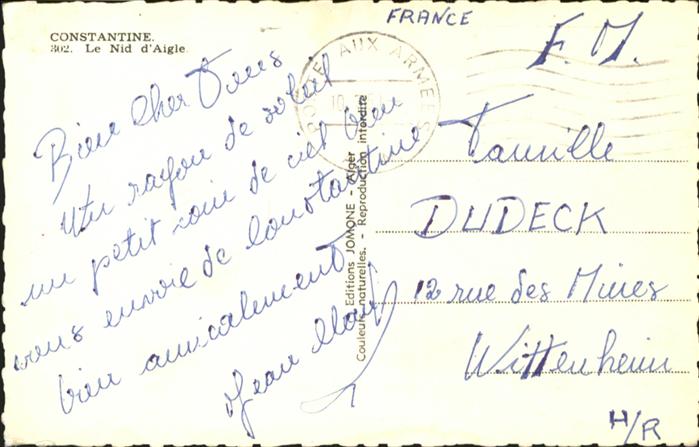 CONSTANTINE.
302. Le Nid d'Aigle.
Bien Cher Tous
Un rayon de soleil
un petit coin de ciel bleu
vous envoie de Constantine
bien amicalement
Jean
Editions JOMONE - Alger
Couleurs naturelles. - Reproduction interdite
POSTE AUX ARMEES
FRANCE
F.M.
Famille
DUDECK
12 rue des Mines
Wittenheim
H/R